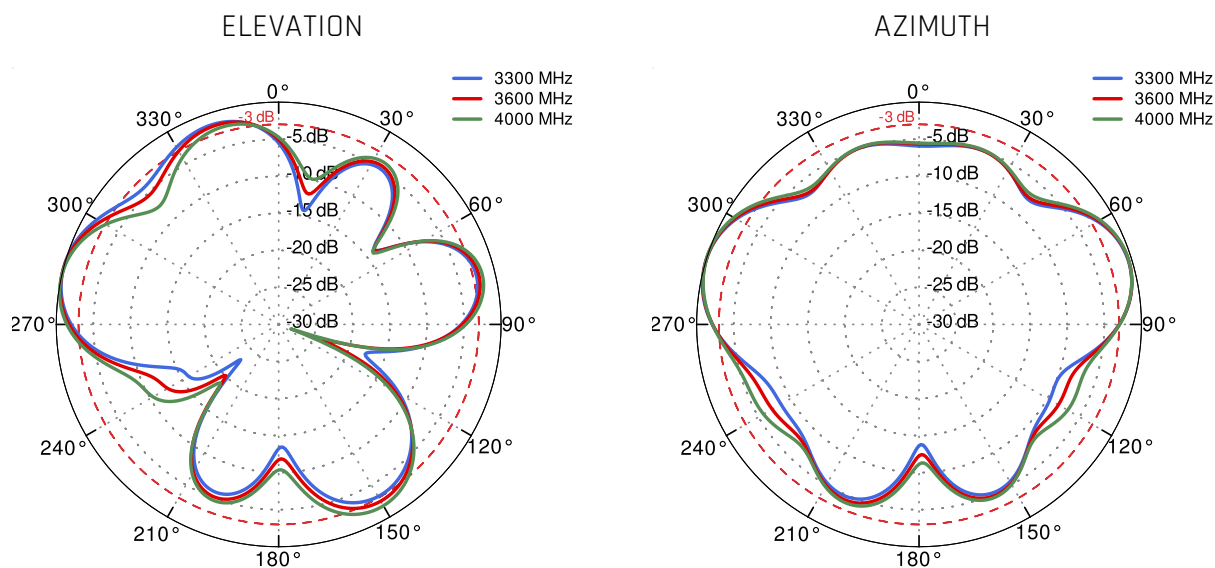 ELEVATION
3300 MHz
3600 MHz
4000 MHz
0°
30°
60°
90°
120°
150°
180°
210°
240°
270°
300°
330°
-3 dB
-5 dB
-10 dB
-15 dB
-20 dB
-25 dB
-30 dB
AZIMUTH
3300 MHz
3600 MHz
4000 MHz
0°
30°
60°
90°
120°
150°
180°
210°
240°
270°
300°
330°
-3 dB
-5 dB
-10 dB
-15 dB
-20 dB
-25 dB
-30 dB